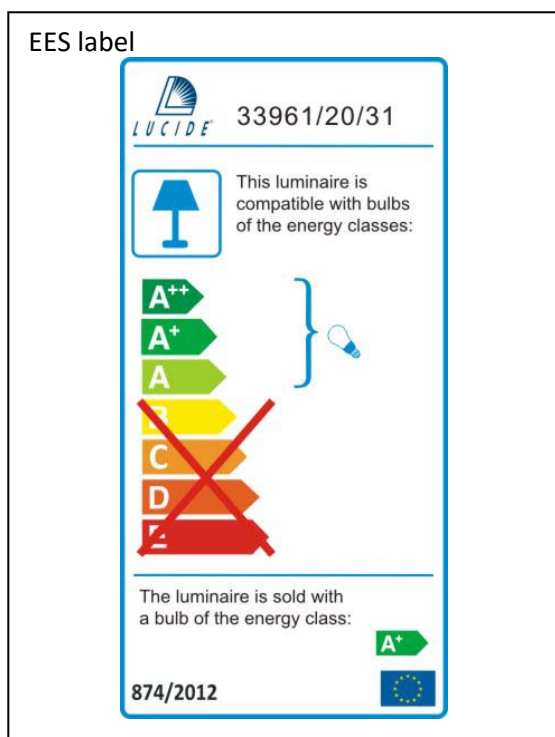 EES label
LUCIDE®
33961/20/31
This luminaire is
compatible with bulbs
of the energy classes:
A++
A+
A
B
C
D
E
The luminaire is sold with
a bulb of the energy class:
A+
874/2012